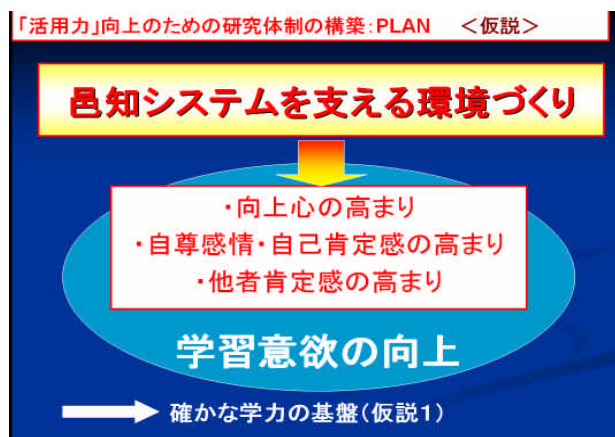 「活用力」向上のための研究体制の構築:PLAN　＜仮説＞
邑知システムを支える環境づくり
・向上心の高まり
・自尊感情・自己肯定感の高まり
・他者肯定感の高まり
学習意欲の向上
確かな学力の基盤(仮説1)